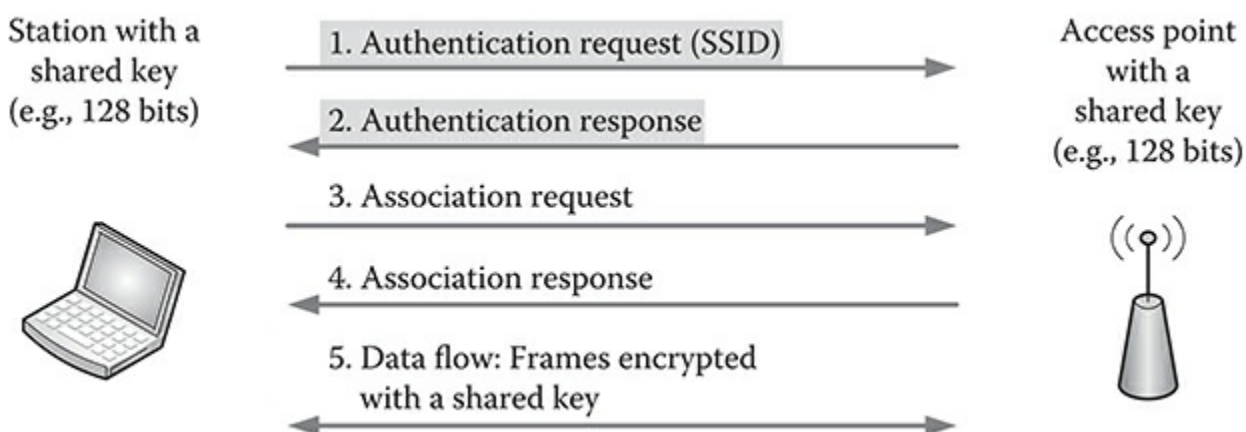 Station with a
shared key
(e.g., 128 bits)
1. Authentication request (SSID)
2. Authentication response
3. Association request
4. Association response
5. Data flow: Frames encrypted
with a shared key
Access point
with a
shared key
(e.g., 128 bits)